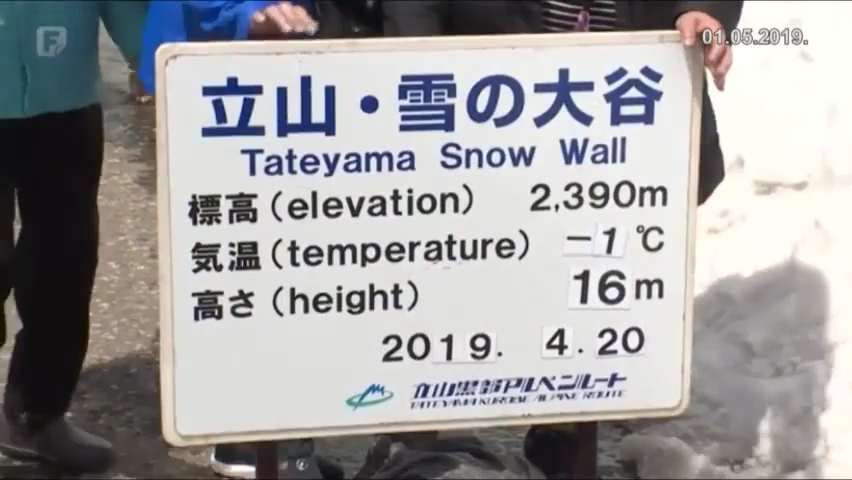 F
01.05.2019.
立山・雪の大谷
Tateyama Snow Wall
標高(elevation) 2,390m
気温(temperature) -1℃
高さ(height) 16m
2019. 4.20
立山黒部アルペンルート
TATEYAMA KUROBE ALPINE ROUTE